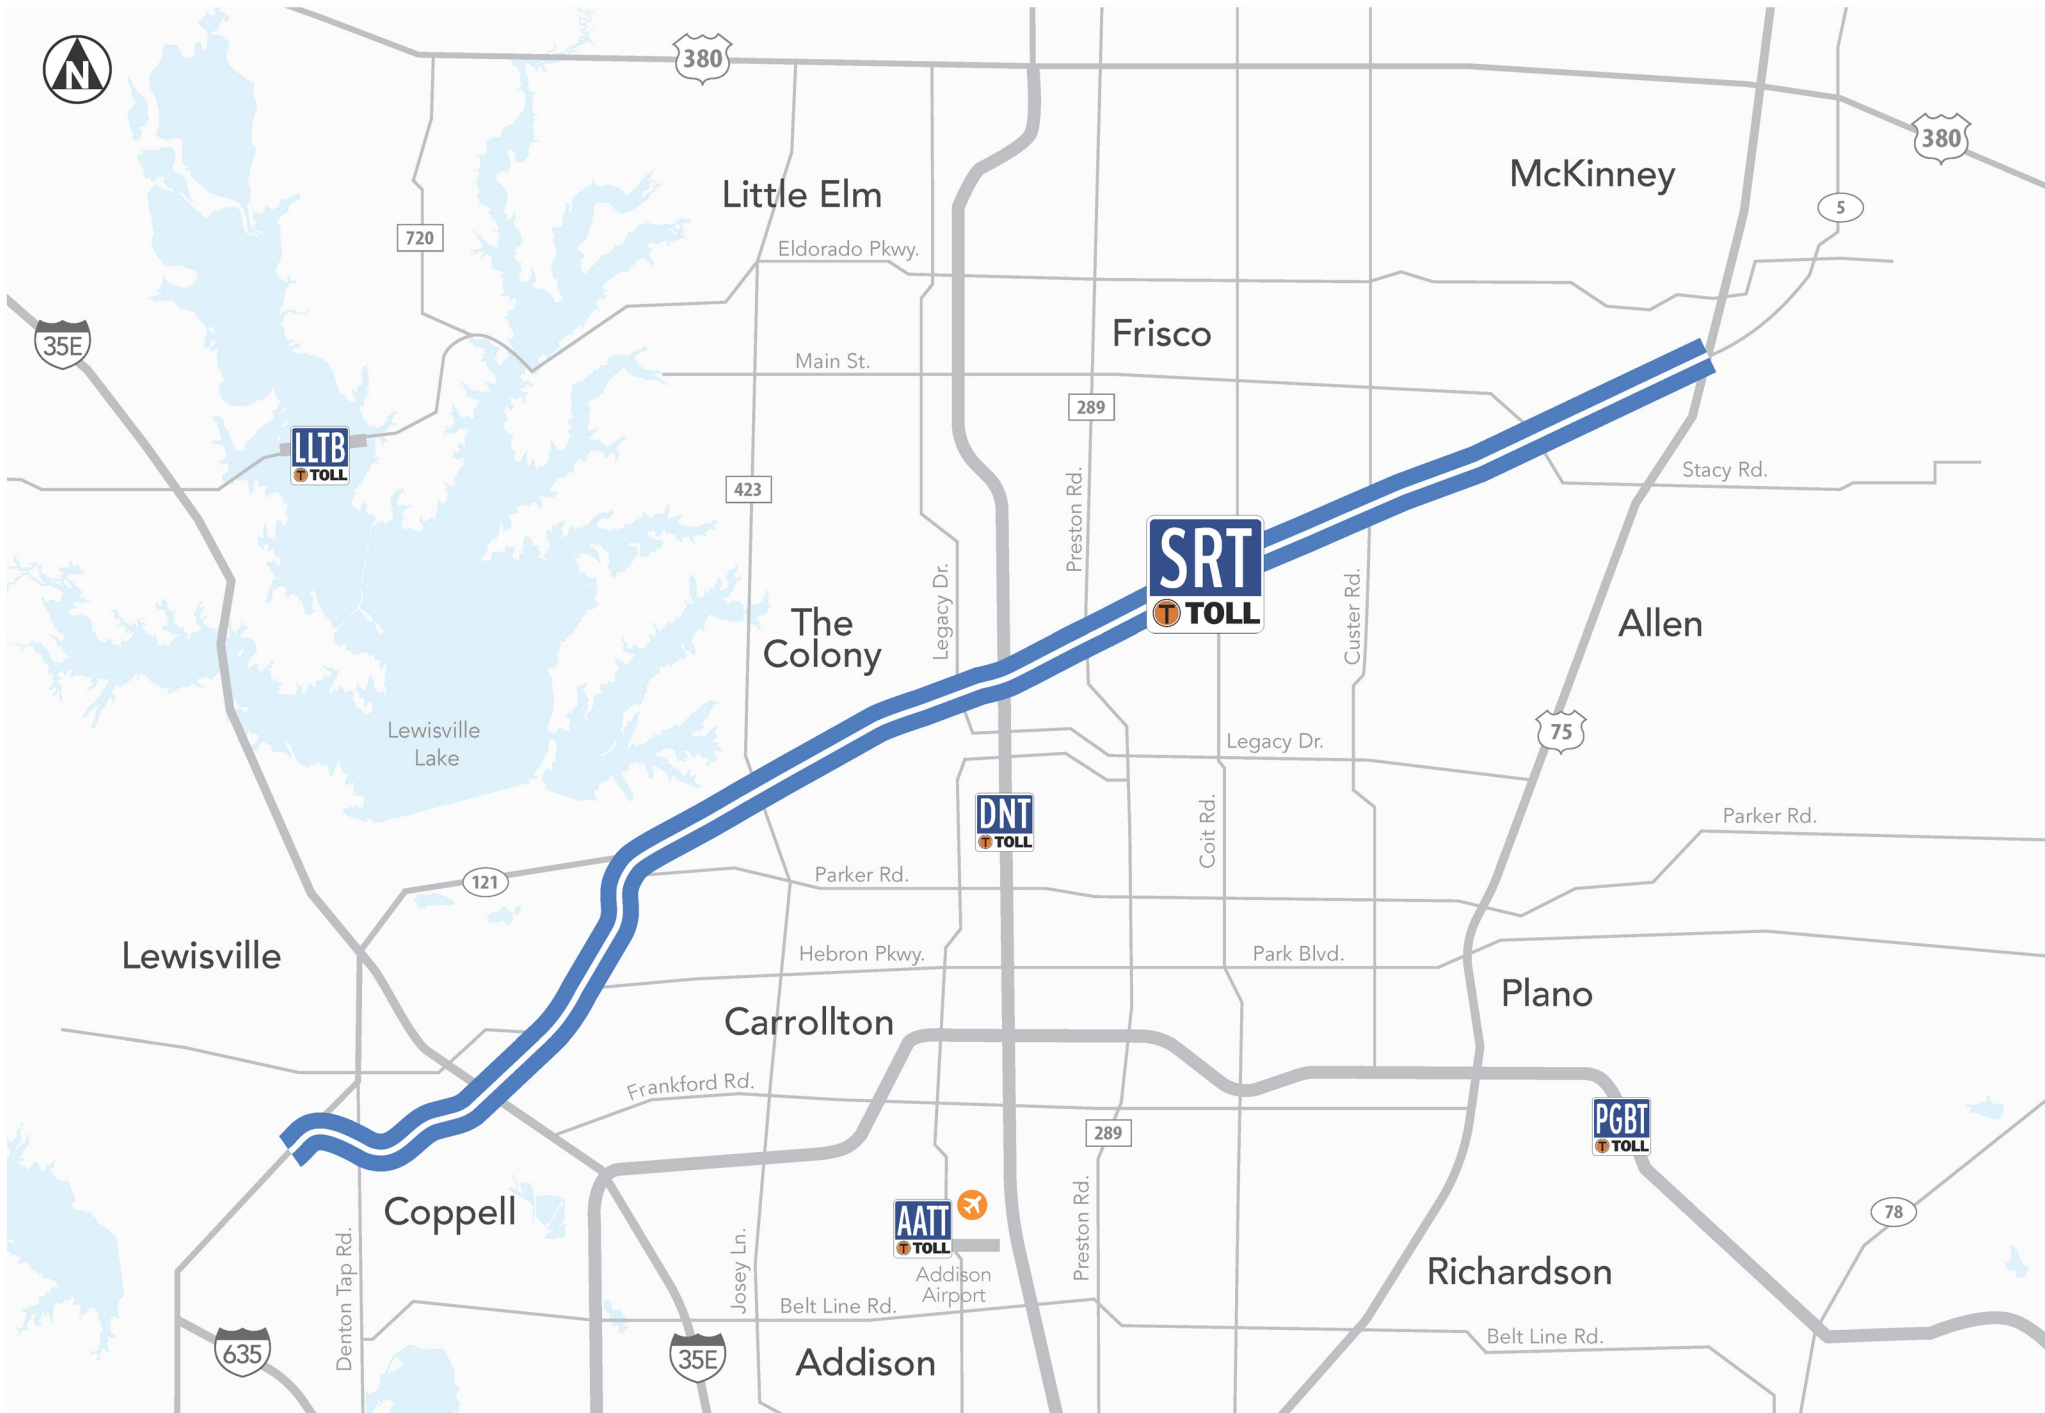 N
380
380
McKinney
Little Elm
5
720
Eldorado Pkwy.
Frisco
35E
Main St.
289
LLTB
T TOLL
Stacy Rd.
423
Preston Rd.
SRT
T TOLL
Legacy Dr.
Custer Rd.
The
Colony
Allen
Lewisville
Lake
75
Legacy Dr.
DNT
T TOLL
Coit Rd.
Parker Rd.
121
Parker Rd.
Lewisville
Hebron Pkwy.
Park Blvd.
Plano
Carrollton
Frankford Rd.
289
PGBT
T TOLL
Coppell
AATT
T TOLL
78
Preston Rd.
Josey Ln.
Denton Tap Rd.
Addison
Airport
Richardson
Belt Line Rd.
Belt Line Rd.
635
35E
Addison